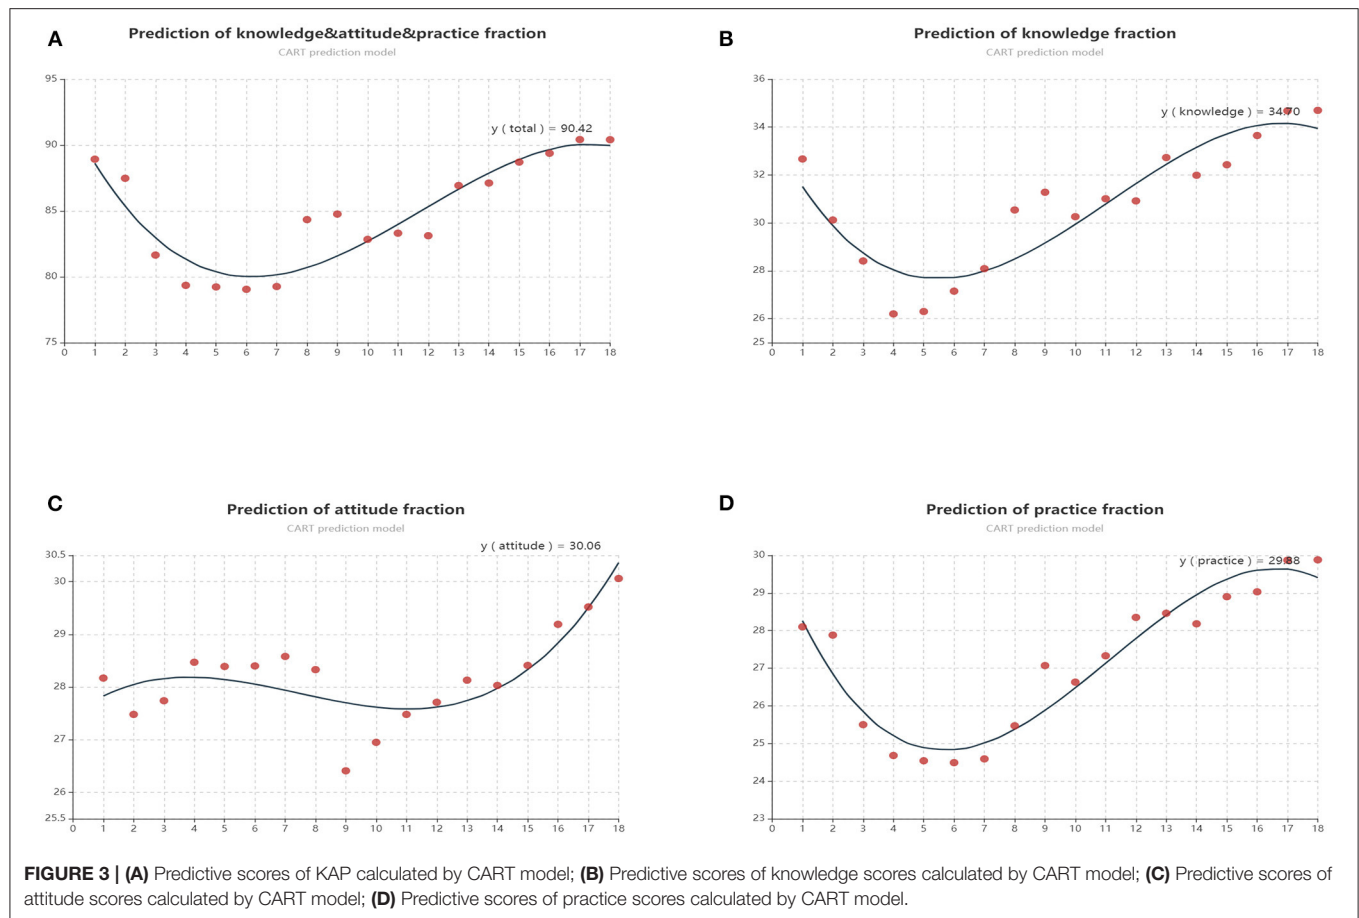 A
Prediction of knowledge&attitude&practice fraction
CART prediction model
95
90
85
80
75
y ( total ) = 90.42
0 1 2 3 4 5 6 7 8 9 10 11 12 13 14 15 16 17 18
B
Prediction of knowledge fraction
CART prediction model
36
34
32
30
28
26
25
y ( knowledge ) = 34.70
0 1 2 3 4 5 6 7 8 9 10 11 12 13 14 15 16 17 18
C
Prediction of attitude fraction
CART prediction model
y ( attitude ) = 30.06
30.5
30
29
28
27
26
25.5
0 1 2 3 4 5 6 7 8 9 10 11 12 13 14 15 16 17 18
D
Prediction of practice fraction
CART prediction model
30
29
28
27
26
25
24
23
y ( practice ) = 29.88
0 1 2 3 4 5 6 7 8 9 10 11 12 13 14 15 16 17 18
FIGURE 3 | (A) Predictive scores of KAP calculated by CART model; (B) Predictive scores of knowledge scores calculated by CART model; (C) Predictive scores of
attitude scores calculated by CART model; (D) Predictive scores of practice scores calculated by CART model.